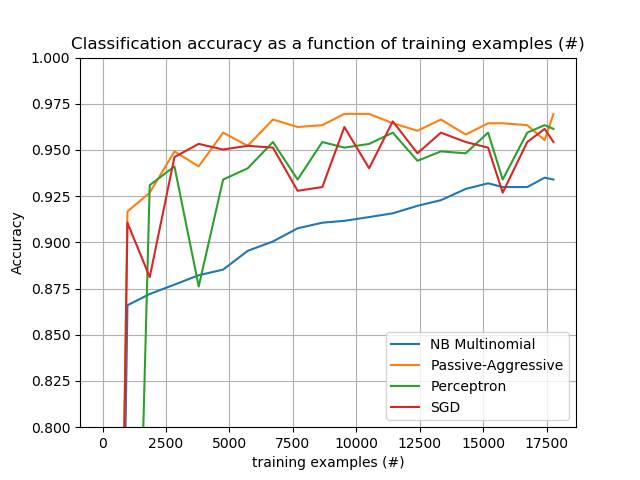 Classification accuracy as a function of training examples (#)
1.000
0.975
0.950
0.925
0.900
0.875
0.850
0.825
0.800
Accuracy
NB Multinomial
Passive-Aggressive
Perceptron
SGD
0 2500 5000 7500 10000 12500 15000 17500
training examples (#)